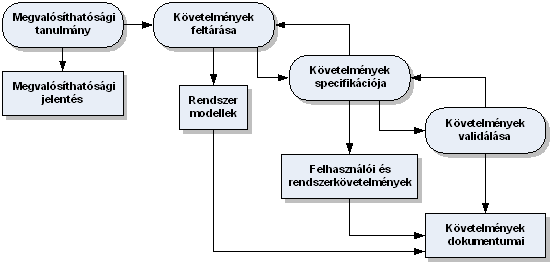 Megvalósíthatósági
tanulmány
Követelmények
feltárása
Megvalósíthatósági
jelentés
Rendszer
modellek
Követelmények
specifikációja
Követelmények
validálása
Felhasználói és
rendszerkövetelmények
Követelmények
dokumentumai